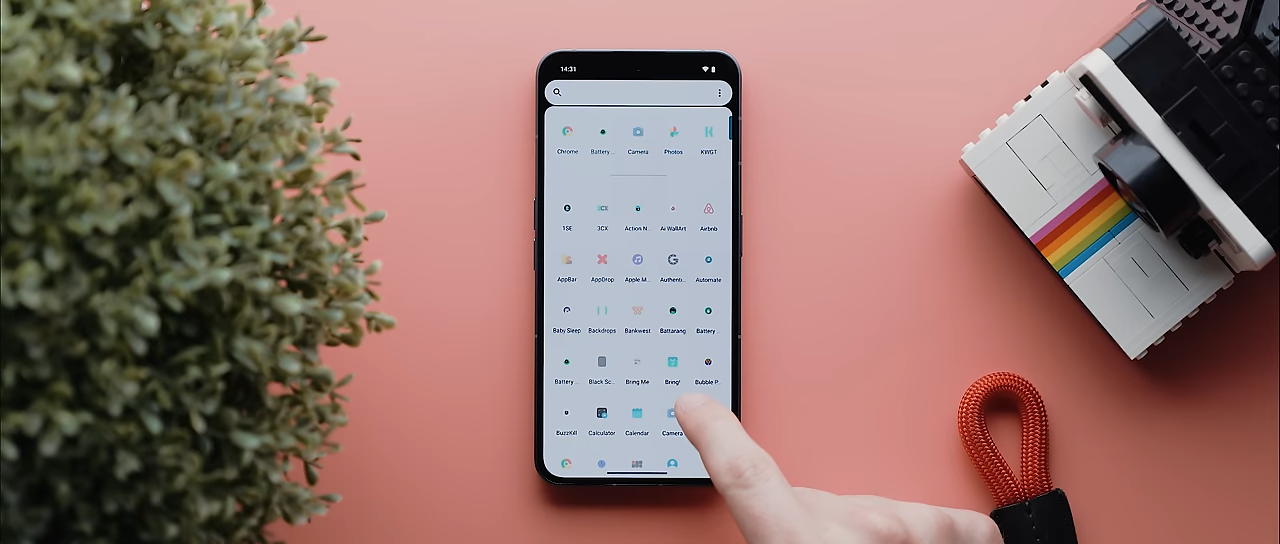 14:31
Chrome Battery... Camera Photos KWGT
1SE 3CX Action N... Ai WallArt Airbnb
AppBar AppDrop Apple M... Authenti... Automate
Baby Sleep Backdrops Bankwest Battarang Battery...
Battery... Black Sc... Bring Me Bring! Bubble P...
BuzzKill Calculator Calendar Camera